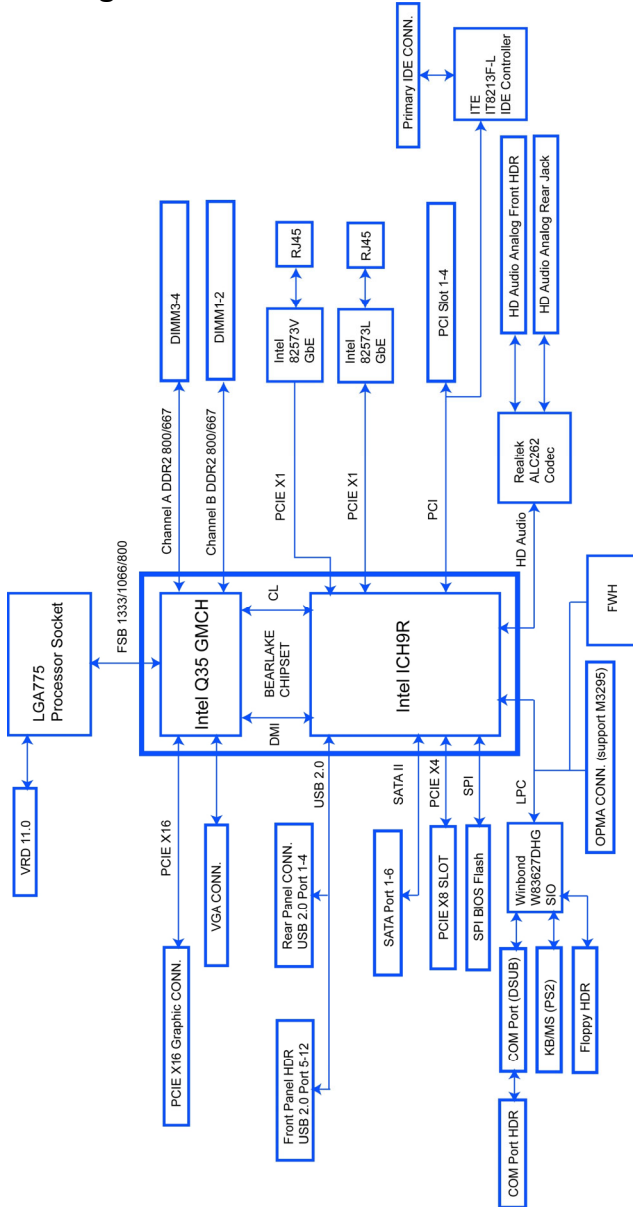 g
VRD 11.0
LGA775
Processor Socket
FSB 1333/1066/800
PCIE X16 Graphic CONN.
PCIE X16
VGA CONN.
Intel Q35 GMCH
Channel A DDR2 800/667
DIMM3-4
Channel B DDR2 800/667
DIMM1-2
DMI
BEARLAKE
CHIPSET
CL
Front Panel HDR
USB 2.0 Port 5-12
Rear Panel CONN.
USB 2.0 Port 1-4
USB 2.0
Intel ICH9R
PCIE X1
Intel
82573V
GbE
RJ45
PCIE X1
Intel
82573L
GbE
RJ45
SATA Port 1-6
SATA II
PCIE X8 SLOT
PCIE X4
SPI BIOS Flash
SPI
PCI
PCI Slot 1-4
Primary IDE CONN.
ITE
IT8213F-L
IDE Controller
COM Port HDR
COM Port (DSUB)
KB/MS (PS2)
Floppy HDR
Winbond
W83627DHG
SIO
LPC
OPMA CONN. (support M3295)
FWH
HD Audio
Realtek
ALC262
Codec
HD Audio Analog Front HDR
HD Audio Analog Rear Jack